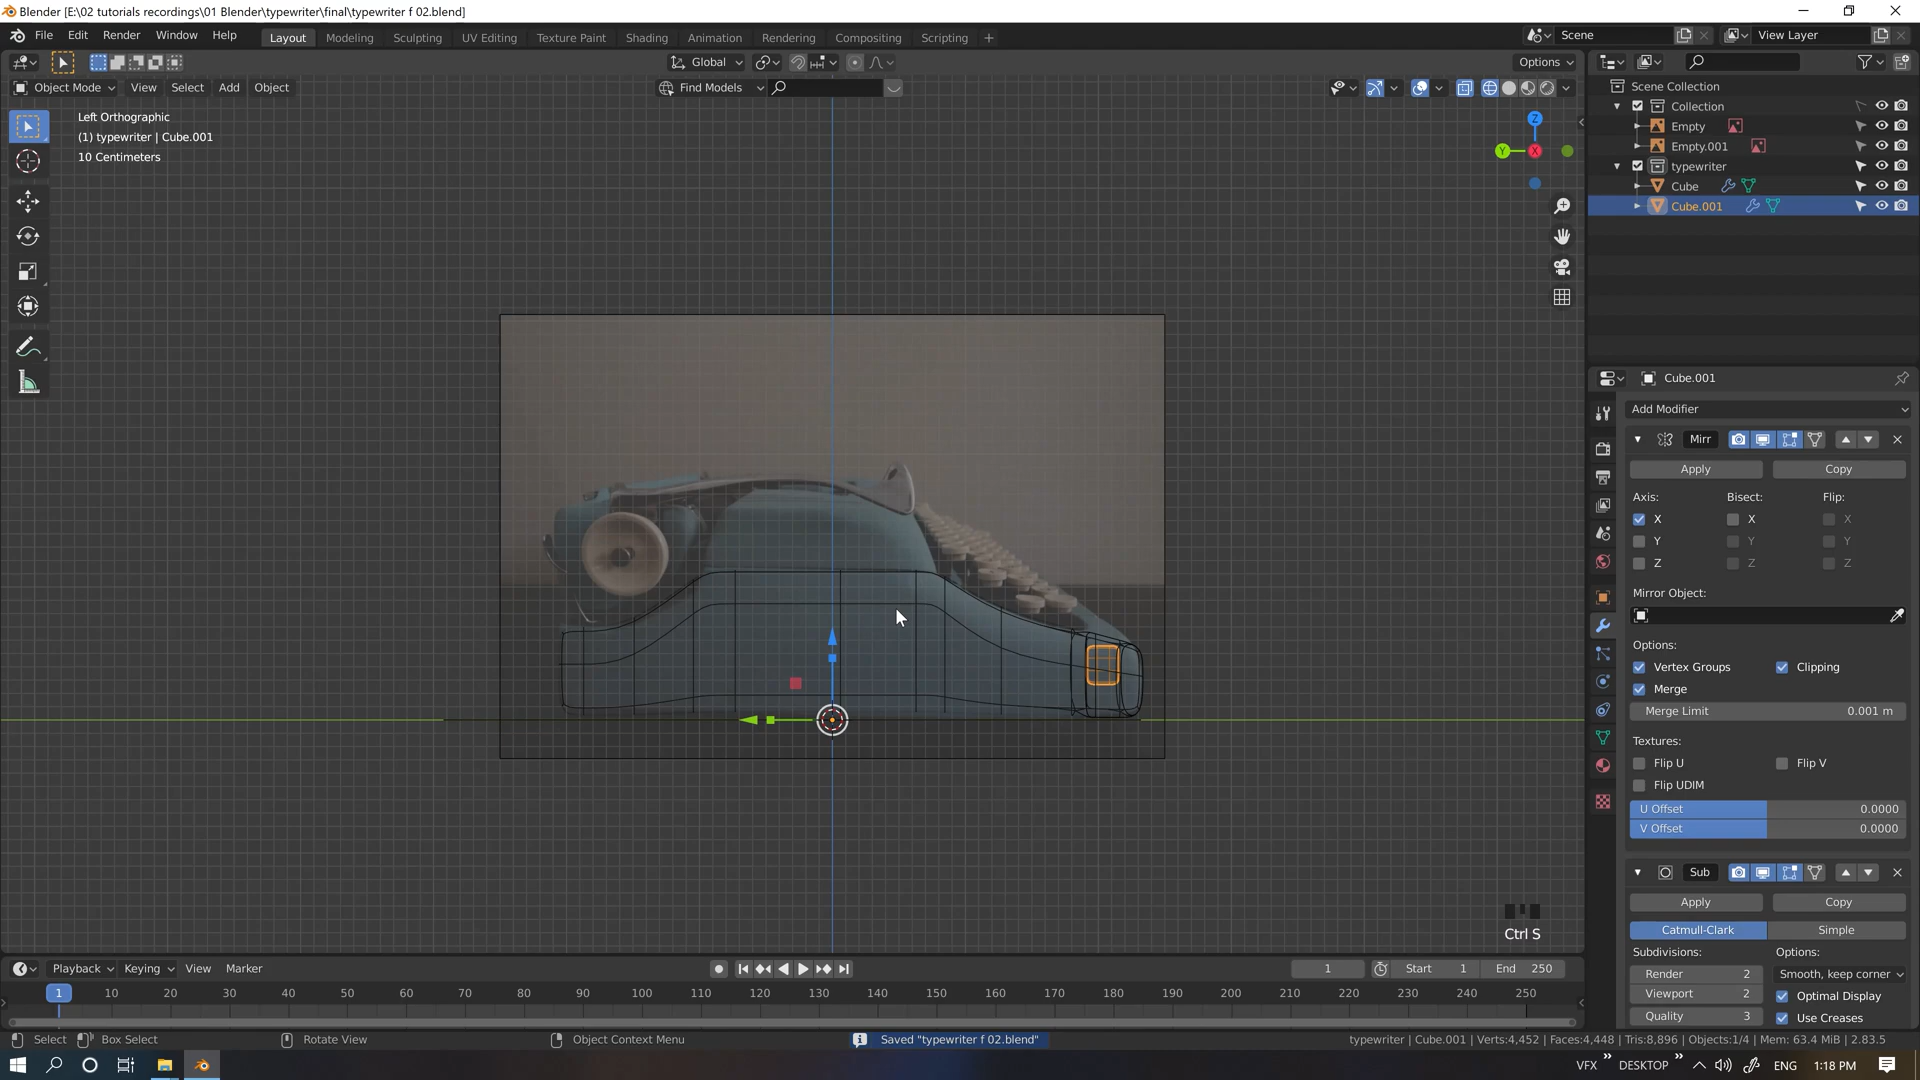 Blender [E:\02 tutorials recordings\01 Blender\typewriter\final\typewriter f 02.blend]
File Edit Render Window Help Layout Modeling Sculpting UV Editing Texture Paint Shading Animation Rendering Compositing Scripting + Scene View Layer
Global Options
Object Mode View Select Add Object Find Models
Left Orthographic
(1) typewriter | Cube.001
10 Centimeters
Z
Y
X
Scene Collection
Collection
Empty
Empty.001
typewriter
Cube
Cube.001
Cube.001
Add Modifier
Mirr
Apply Copy
Axis: Bisect: Flip:
X X X
Y Y Y
Z Z Z
Mirror Object:
Options:
Vertex Groups Clipping
Merge
Merge Limit 0.001 m
Textures:
Flip U Flip V
Flip UDIM
U Offset 0.0000
V Offset 0.0000
Sub
Apply Copy
Catmull-Clark Simple
Subdivisions: Options:
Render 2 Smooth, keep corner
Viewport 2 Optimal Display
Quality 3 Use Creases
Ctrl S
Playback Keying View Marker 1 Start 1 End 250
1 10 20 30 40 50 60 70 80 90 100 110 120 130 140 150 160 170 180 190 200 210 220 230 240 250
Select Box Select Rotate View Object Context Menu Saved "typewriter f 02.blend" typewriter | Cube.001 | Verts:4,452 | Faces:4,448 | Tris:8,896 | Objects:1/4 | Mem: 63.4 MiB | 2.83.5
VFX DESKTOP ENG 1:18 PM